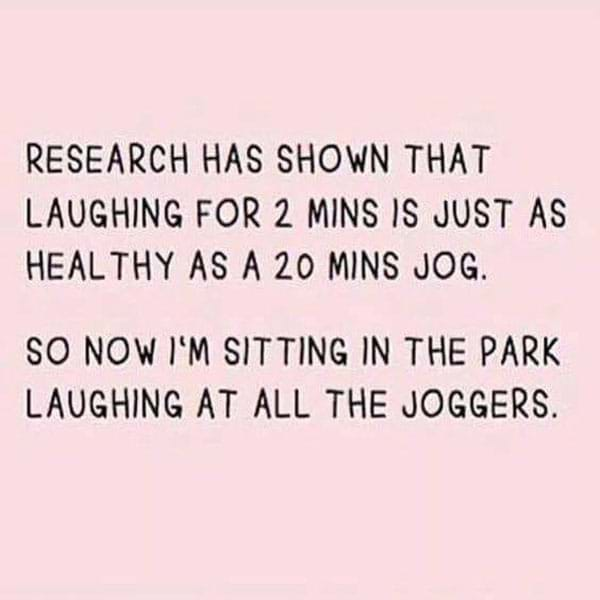 RESEARCH HAS SHOWN THAT
LAUGHING FOR 2 MINS IS JUST AS
HEALTHY AS A 20 MINS JOG.
SO NOW I'M SITTING IN THE PARK
LAUGHING AT ALL THE JOGGERS.